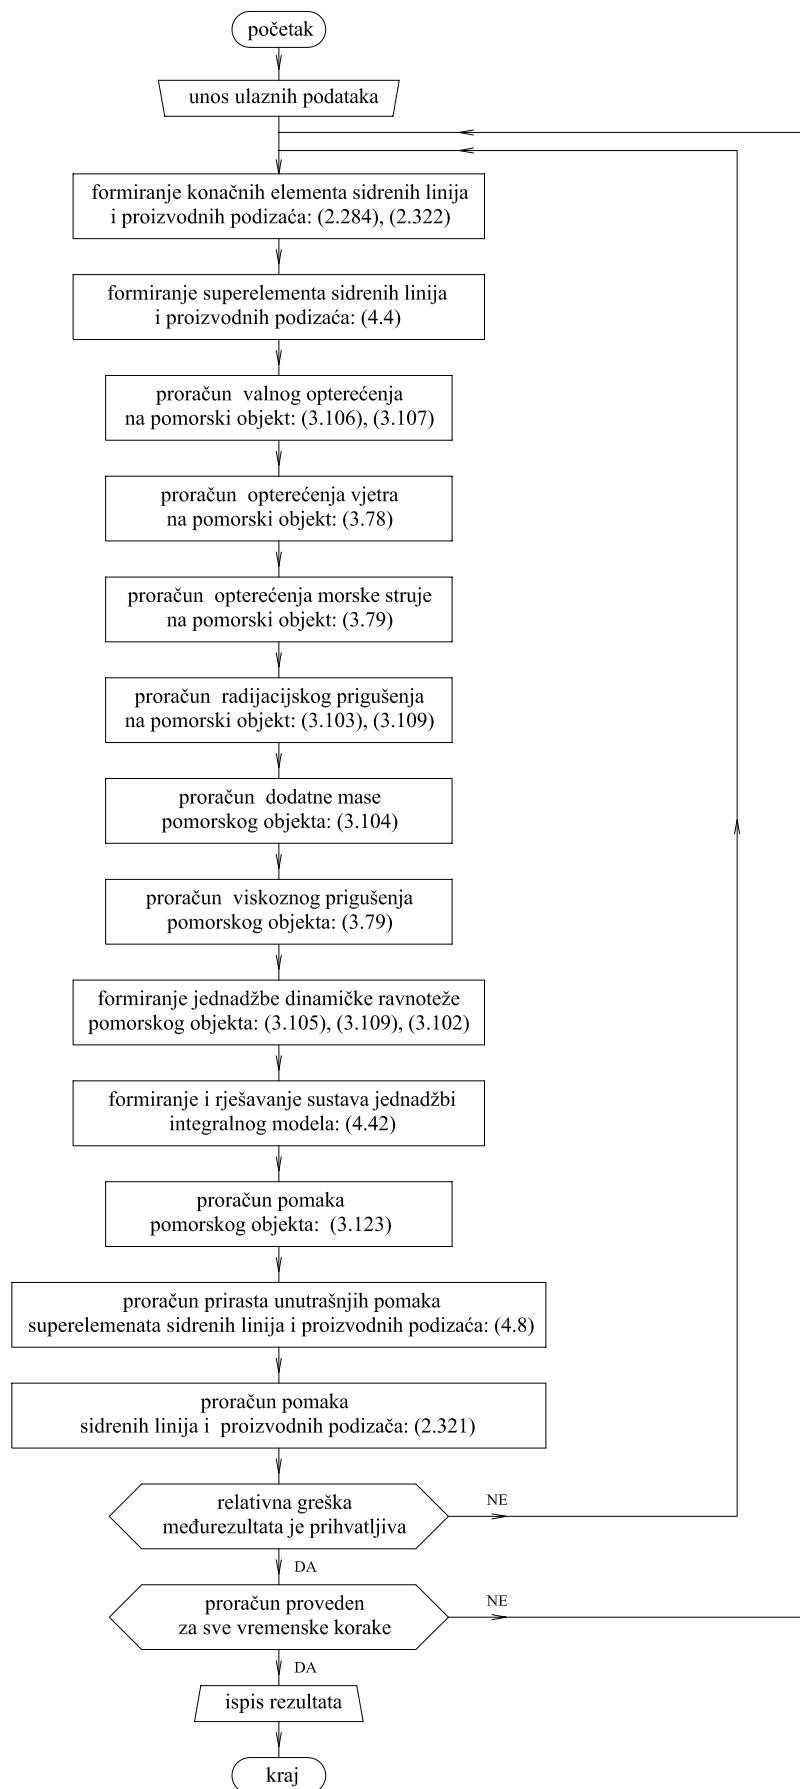 početak
unos ulaznih podataka
formiranje konačnih elementa sidrenih linija
i proizvodnih podizaća: (2.284), (2.322)
formiranje superelementa sidrenih linija
i proizvodnih podizaća: (4.4)
proračun valnog opterećenja
na pomorski objekt: (3.106), (3.107)
proračun opterećenja vjetra
na pomorski objekt: (3.78)
proračun opterećenja morske struje
na pomorski objekt: (3.79)
proračun radijacijskog prigušenja
na pomorski objekt: (3.103), (3.109)
proračun dodatne mase
pomorskog objekta: (3.104)
proračun viskoznog prigušenja
pomorskog objekta: (3.79)
formiranje jednadžbe dinamičke ravnoteže
pomorskog objekta: (3.105), (3.109), (3.102)
formiranje i rješavanje sustava jednadžbi
integralnog modela: (4.42)
proračun pomaka
pomorskog objekta: (3.123)
proračun prirasta unutrašnjih pomaka
superelemenata sidrenih linija i proizvodnih podizaća: (4.8)
proračun pomaka
sidrenih linija i proizvodnih podizača: (2.321)
relativna greška
međurezultata je prihvatljiva
NE
DA
proračun proveden
za sve vremenske korake
NE
DA
ispis rezultata
kraj